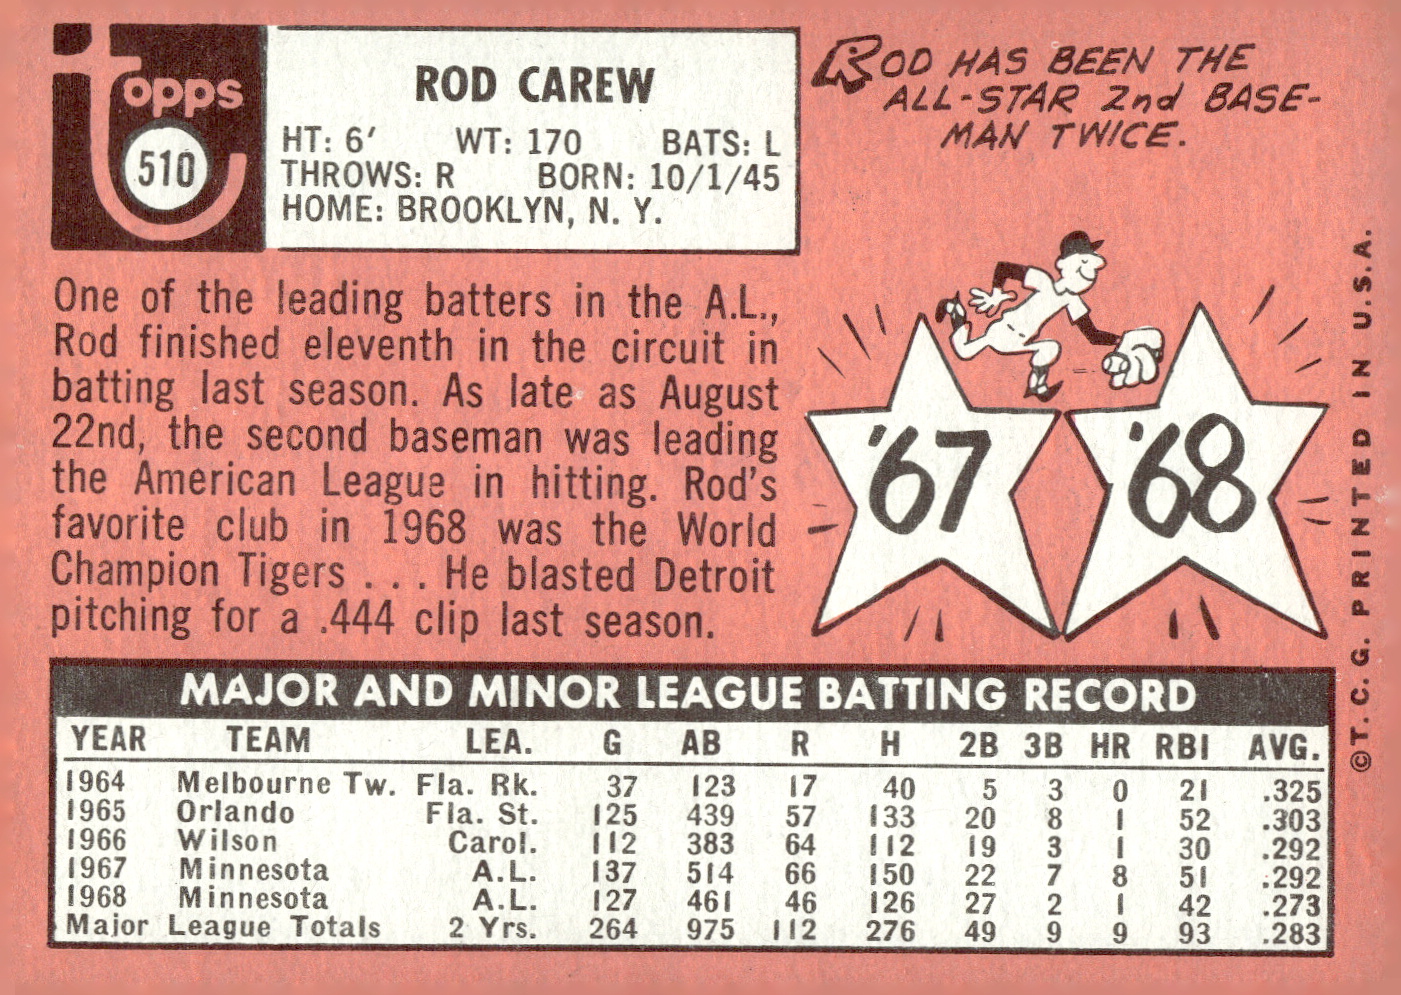 Topps
510
ROD CAREW
HT: 6' WT: 170 BATS: L
THROWS: R BORN: 10/1/45
HOME: BROOKLYN, N. Y.
ROD HAS BEEN THE
ALL-STAR 2nd BASE-
MAN TWICE.
One of the leading batters in the A.L.,
Rod finished eleventh in the circuit in
batting last season. As late as August
22nd, the second baseman was leading
the American League in hitting. Rod's
favorite club in 1968 was the World
Champion Tigers . . . He blasted Detroit
pitching for a .444 clip last season.
'67
'68
MAJOR AND MINOR LEAGUE BATTING RECORD
YEAR TEAM LEA. G AB R H 2B 3B HR RBI AVG.
1964 Melbourne Tw. Fla. Rk. 37 123 17 40 5 3 0 21 .325
1965 Orlando Fla. St. 125 439 57 133 20 8 1 52 .303
1966 Wilson Carol. 112 383 64 112 19 3 1 30 .292
1967 Minnesota A.L. 137 514 66 150 22 7 8 51 .292
1968 Minnesota A.L. 127 461 46 126 27 2 1 42 .273
Major League Totals 2 Yrs. 264 975 112 276 49 9 9 93 .283
©T. C. G. PRINTED IN U.S.A.